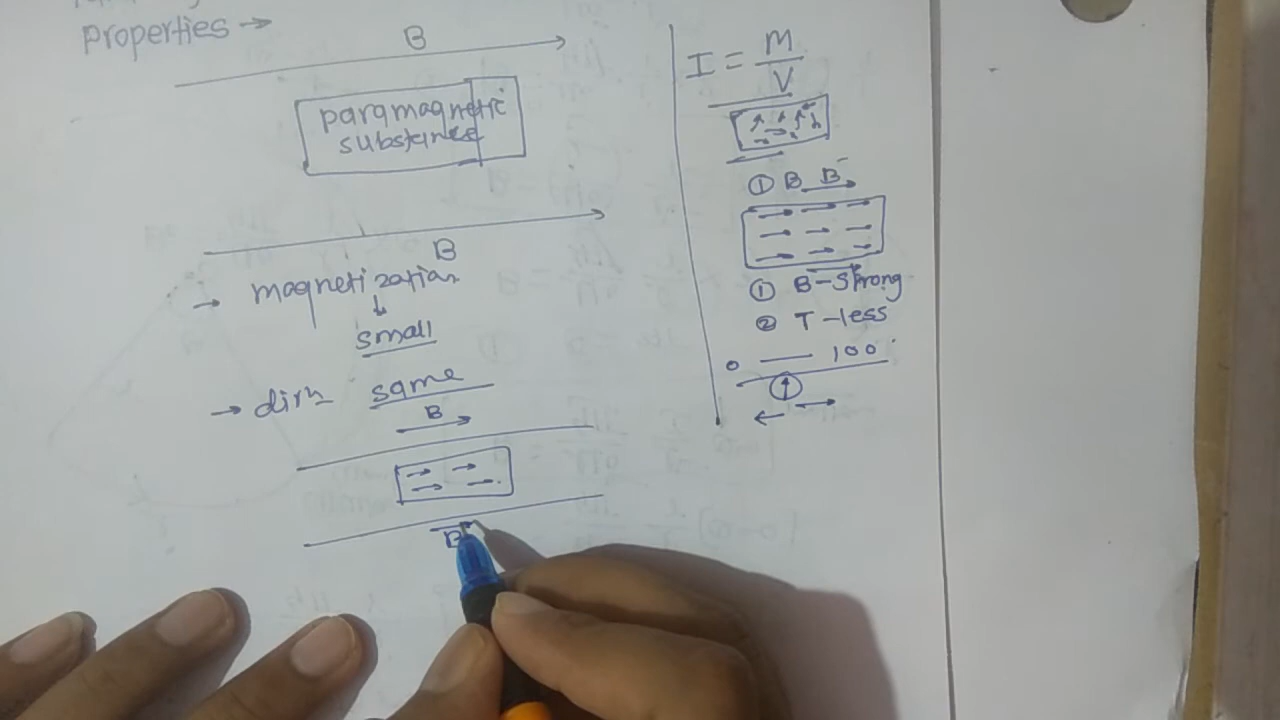 properties →
B
paramagnetic
substance
B
→ magnetization
↓
small
→ dirn same
B
B
I = M
V
① B B
① B-Strong
② T-less
0 — 100